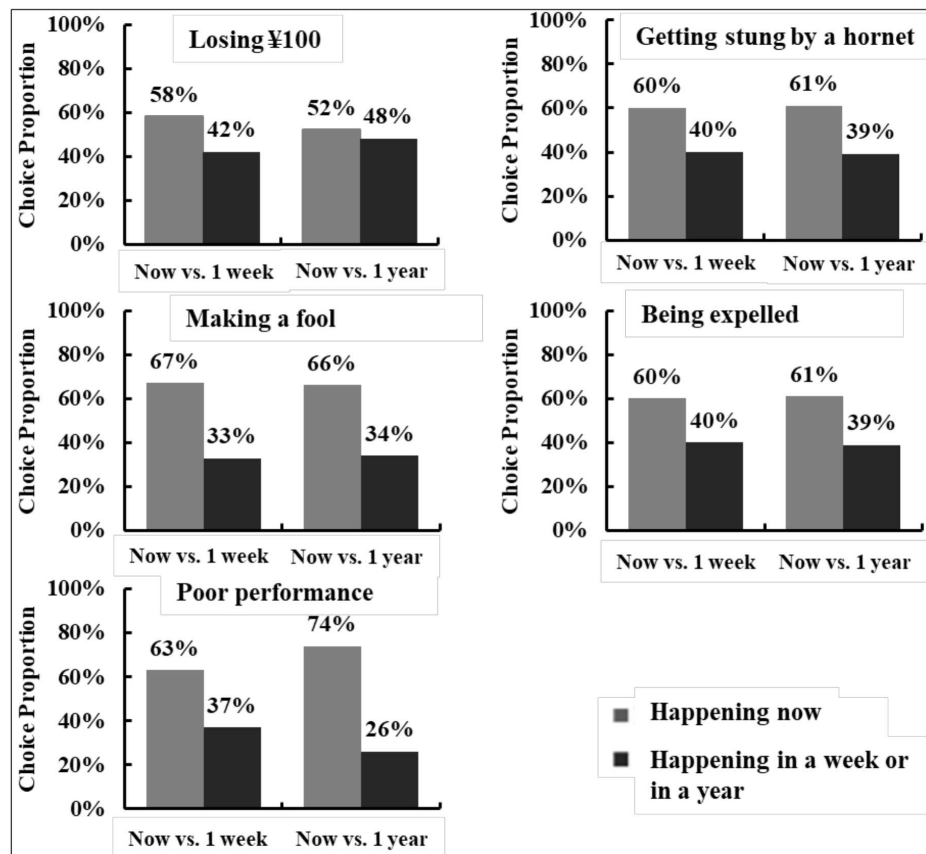 Losing ¥100
Choice Proportion
100%
80%
60%
40%
20%
0%
58%
42%
52%
48%
Now vs. 1 week
Now vs. 1 year
Getting stung by a hornet
Choice Proportion
100%
80%
60%
40%
20%
0%
60%
40%
61%
39%
Now vs. 1 week
Now vs. 1 year
Making a fool
Choice Proportion
100%
80%
60%
40%
20%
0%
67%
33%
66%
34%
Now vs. 1 week
Now vs. 1 year
Being expelled
Choice Proportion
100%
80%
60%
40%
20%
0%
60%
40%
61%
39%
Now vs. 1 week
Now vs. 1 year
Poor performance
Choice Proportion
100%
80%
60%
40%
20%
0%
63%
37%
74%
26%
Now vs. 1 week
Now vs. 1 year
Happening now
Happening in a week or
in a year